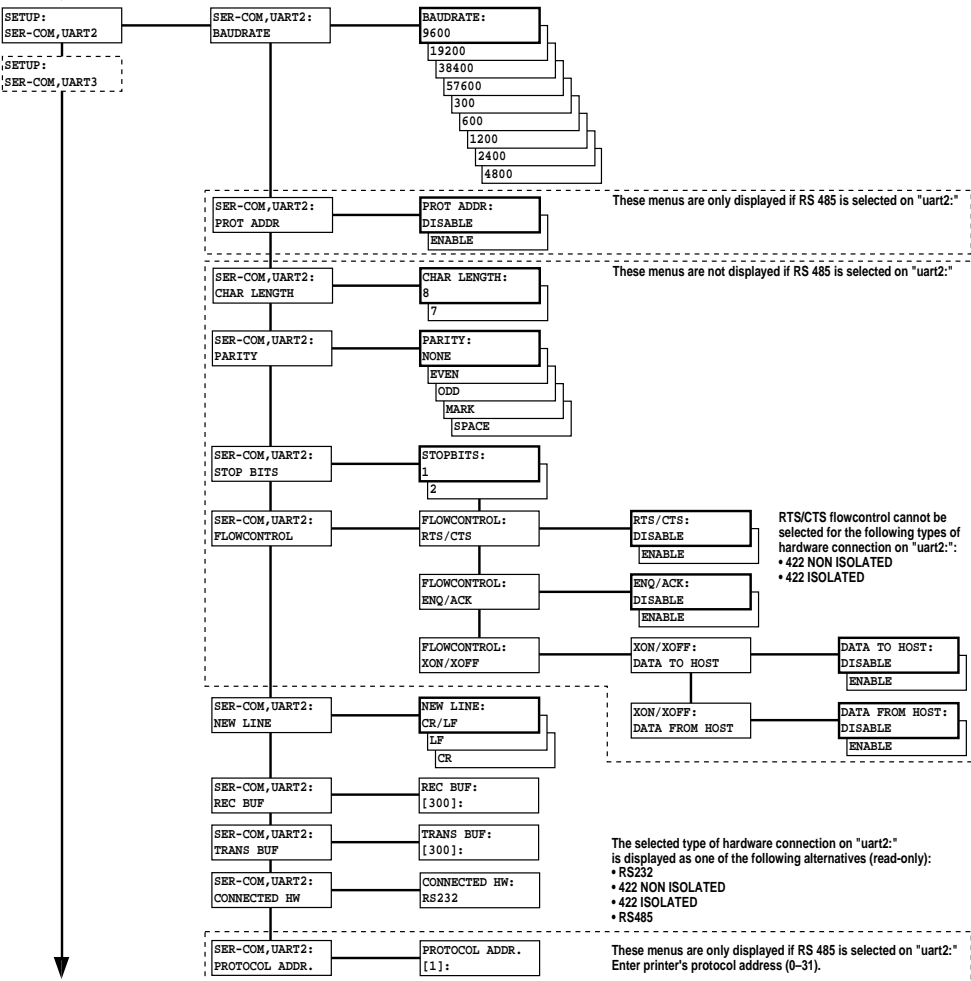 SETUP:
SER-COM,UART2
SER-COM,UART2:
BAUDRATE
BAUDRATE:
9600
19200
38400
57600
300
600
1200
2400
4800
SETUP:
SER-COM,UART3
SER-COM,UART2:
PROT ADDR
PROT ADDR:
DISABLE
ENABLE
These menus are only displayed if RS 485 is selected on "uart2:"
SER-COM,UART2:
CHAR LENGTH
CHAR LENGTH:
8
7
These menus are not displayed if RS 485 is selected on "uart2:"
SER-COM,UART2:
PARITY
PARITY:
NONE
EVEN
ODD
MARK
SPACE
SER-COM,UART2:
STOP BITS
STOPBITS:
1
2
SER-COM,UART2:
FLOWCONTROL
FLOWCONTROL:
RTS/CTS
RTS/CTS:
DISABLE
ENABLE
RTS/CTS flowcontrol cannot be
selected for the following types of
hardware connection on "uart2:":
• 422 NON ISOLATED
• 422 ISOLATED
FLOWCONTROL:
ENQ/ACK
ENQ/ACK:
DISABLE
ENABLE
FLOWCONTROL:
XON/XOFF
XON/XOFF:
DATA TO HOST
DATA TO HOST:
DISABLE
ENABLE
XON/XOFF:
DATA FROM HOST
DATA FROM HOST:
DISABLE
ENABLE
SER-COM,UART2:
NEW LINE
NEW LINE:
CR/LF
LF
CR
SER-COM,UART2:
REC BUF
REC BUF:
[300]:
SER-COM,UART2:
TRANS BUF
TRANS BUF:
[300]:
SER-COM,UART2:
CONNECTED HW
CONNECTED HW:
RS232
The selected type of hardware connection on "uart2:"
is displayed as one of the following alternatives (read-only):
• RS232
• 422 NON ISOLATED
• 422 ISOLATED
• RS485
SER-COM,UART2:
PROTOCOL ADDR.
PROTOCOL ADDR.
[1]:
These menus are only displayed if RS 485 is selected on "uart2:"
Enter printer's protocol address (0–31).